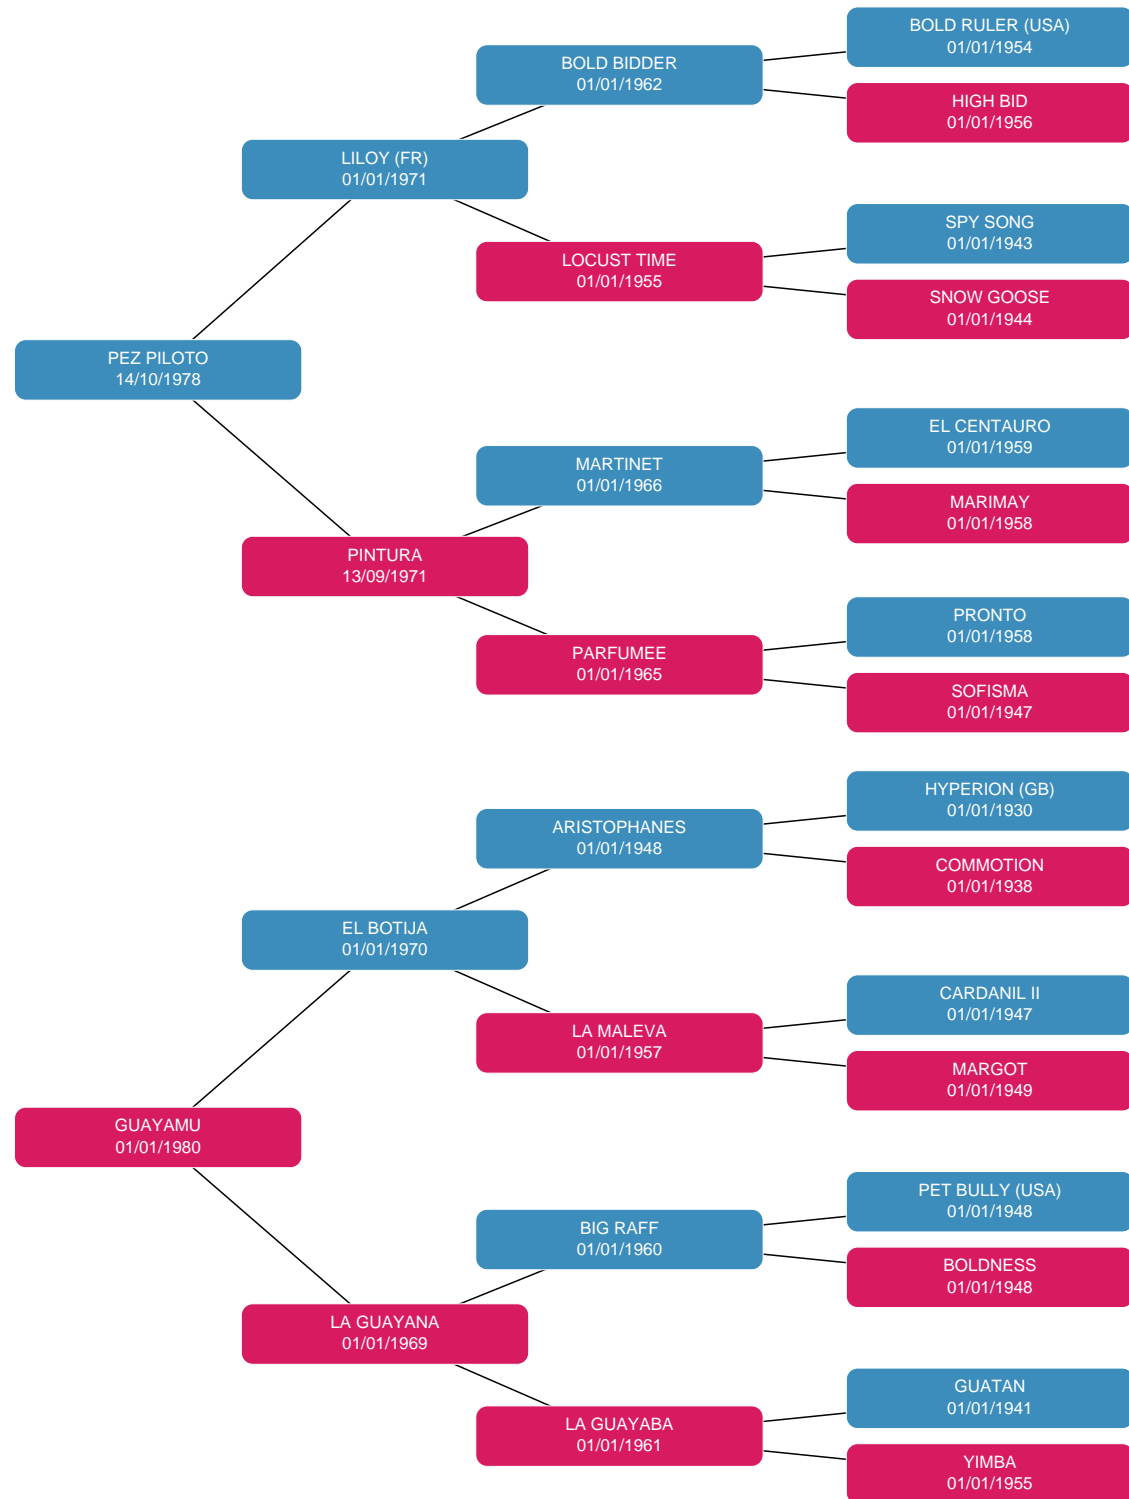 BOLD RULER (USA)
01/01/1954
BOLD BIDDER
01/01/1962
HIGH BID
01/01/1956
LILOY (FR)
01/01/1971
SPY SONG
01/01/1943
LOCUST TIME
01/01/1955
SNOW GOOSE
01/01/1944
PEZ PILOTO
14/10/1978
EL CENTAURO
01/01/1959
MARTINET
01/01/1966
MARIMAY
01/01/1958
PINTURA
13/09/1971
PRONTO
01/01/1958
PARFUMEE
01/01/1965
SOFISMA
01/01/1947
HYPERION (GB)
01/01/1930
ARISTOPHANES
01/01/1948
COMMOTION
01/01/1938
EL BOTIJA
01/01/1970
CARDANIL II
01/01/1947
LA MALEVA
01/01/1957
MARGOT
01/01/1949
GUAYAMU
01/01/1980
PET BULLY (USA)
01/01/1948
BIG RAFF
01/01/1960
BOLDNESS
01/01/1948
LA GUAYANA
01/01/1969
GUATAN
01/01/1941
LA GUAYABA
01/01/1961
YIMBA
01/01/1955